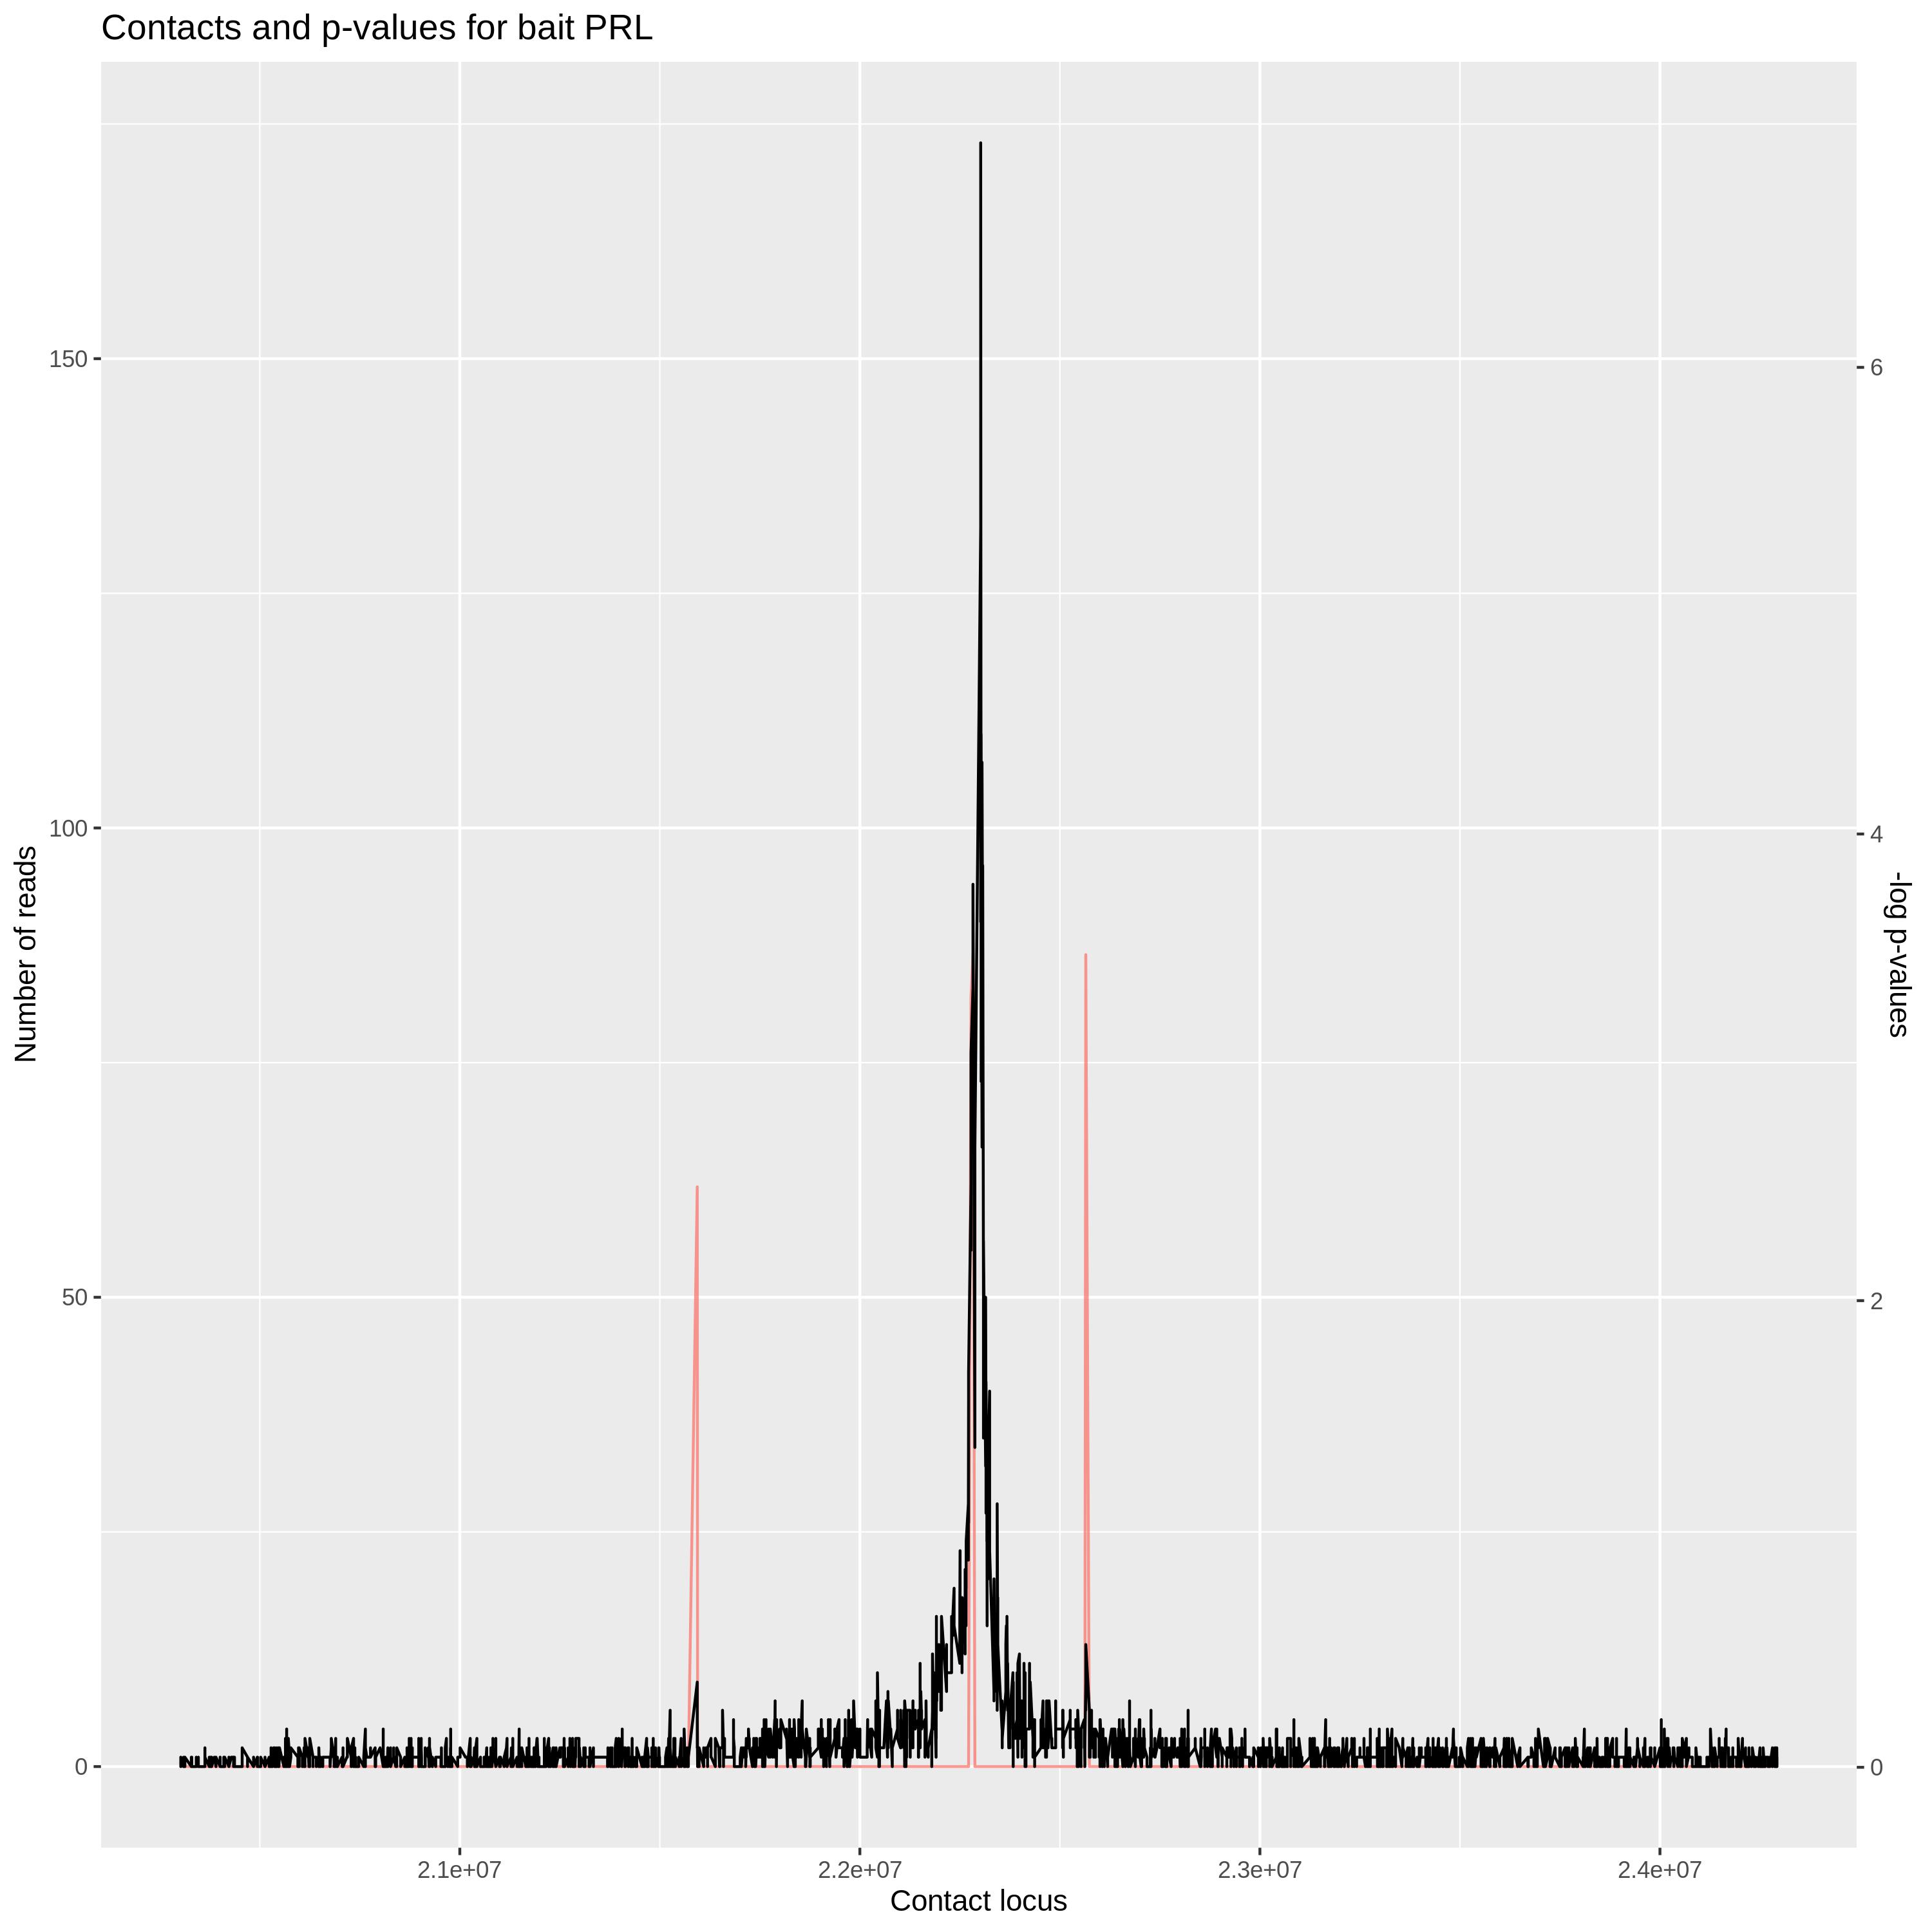 Contacts and p-values for bait PRL
150
100
50
0
6
4
2
0
Number of reads
-log p-values
2.1e+07 2.2e+07 2.3e+07 2.4e+07
Contact locus